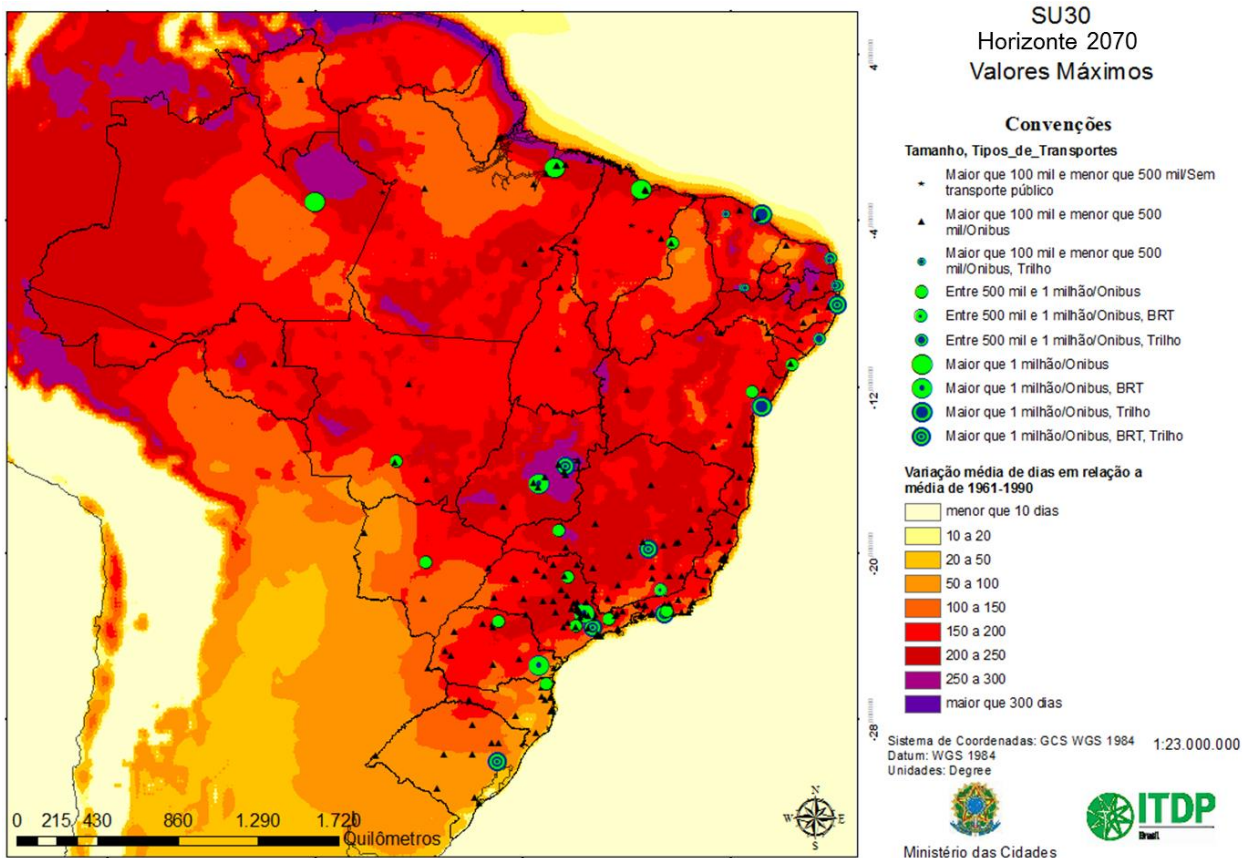 SU30
Horizonte 2070
Valores Máximos
Convenções
Tamanho, Tipos_de_Transportes
Maior que 100 mil e menor que 500 mil/Sem
transporte público
Maior que 100 mil e menor que 500
mil/Onibus
Maior que 100 mil e menor que 500
mil/Onibus, Trilho
Entre 500 mil e 1 milhão/Onibus
Entre 500 mil e 1 milhão/Onibus, BRT
Entre 500 mil e 1 milhão/Onibus, Trilho
Maior que 1 milhão/Onibus
Maior que 1 milhão/Onibus, BRT
Maior que 1 milhão/Onibus, Trilho
Maior que 1 milhão/Onibus, BRT, Trilho
Variação média de dias em relação a
média de 1961-1990
menor que 10 dias
10 a 20
20 a 50
50 a 100
100 a 150
150 a 200
200 a 250
250 a 300
maior que 300 dias
Sistema de Coordenadas: GCS WGS 1984 1:23.000.000
Datum: WGS 1984
Unidades: Degree
Ministério das Cidades
ITDP
Brasil
4
-4
-12
-20
-28
N
W E
S
0 215 430 860 1.290 1.720
Quilômetros